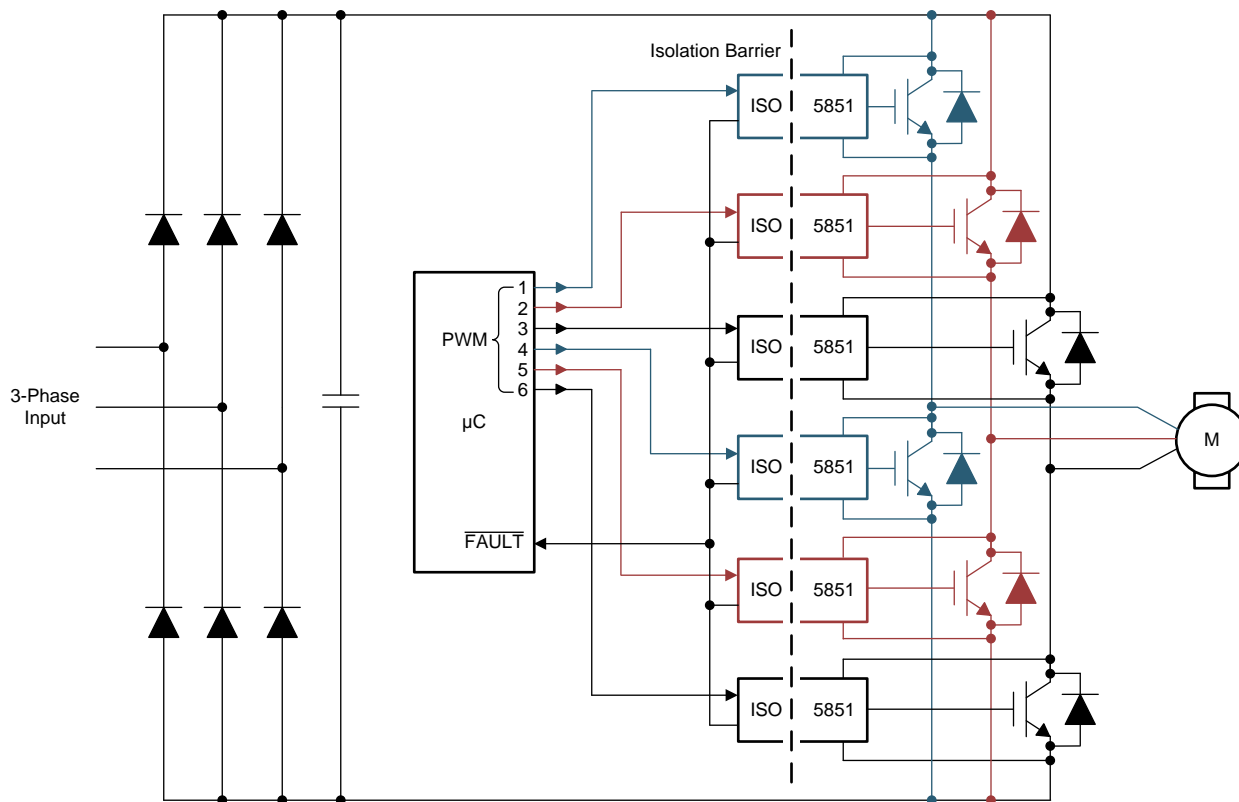 Isolation Barrier
ISO 5851
ISO 5851
1
2
3
4
5
6
PWM
µC
FAULT
3-Phase
Input
ISO 5851
ISO 5851
ISO 5851
ISO 5851
M